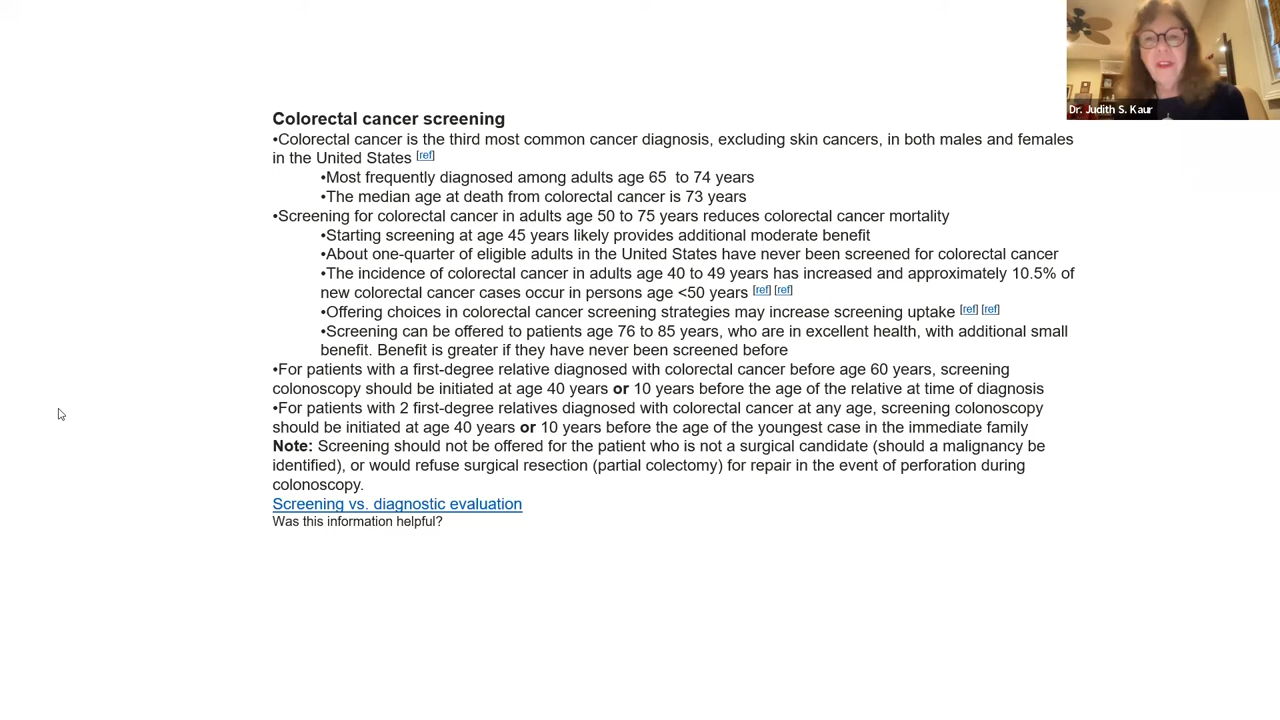 Dr. Judith S. Kaur
Colorectal cancer screening
•Colorectal cancer is the third most common cancer diagnosis, excluding skin cancers, in both males and females
in the United States [ref]
•Most frequently diagnosed among adults age 65  to 74 years
•The median age at death from colorectal cancer is 73 years
•Screening for colorectal cancer in adults age 50 to 75 years reduces colorectal cancer mortality
•Starting screening at age 45 years likely provides additional moderate benefit
•About one-quarter of eligible adults in the United States have never been screened for colorectal cancer
•The incidence of colorectal cancer in adults age 40 to 49 years has increased and approximately 10.5% of
new colorectal cancer cases occur in persons age <50 years [ref] [ref]
•Offering choices in colorectal cancer screening strategies may increase screening uptake [ref] [ref]
•Screening can be offered to patients age 76 to 85 years, who are in excellent health, with additional small
benefit. Benefit is greater if they have never been screened before
•For patients with a first-degree relative diagnosed with colorectal cancer before age 60 years, screening
colonoscopy should be initiated at age 40 years or 10 years before the age of the relative at time of diagnosis
•For patients with 2 first-degree relatives diagnosed with colorectal cancer at any age, screening colonoscopy
should be initiated at age 40 years or 10 years before the age of the youngest case in the immediate family
Note: Screening should not be offered for the patient who is not a surgical candidate (should a malignancy be
identified), or would refuse surgical resection (partial colectomy) for repair in the event of perforation during
colonoscopy.
Screening vs. diagnostic evaluation
Was this information helpful?